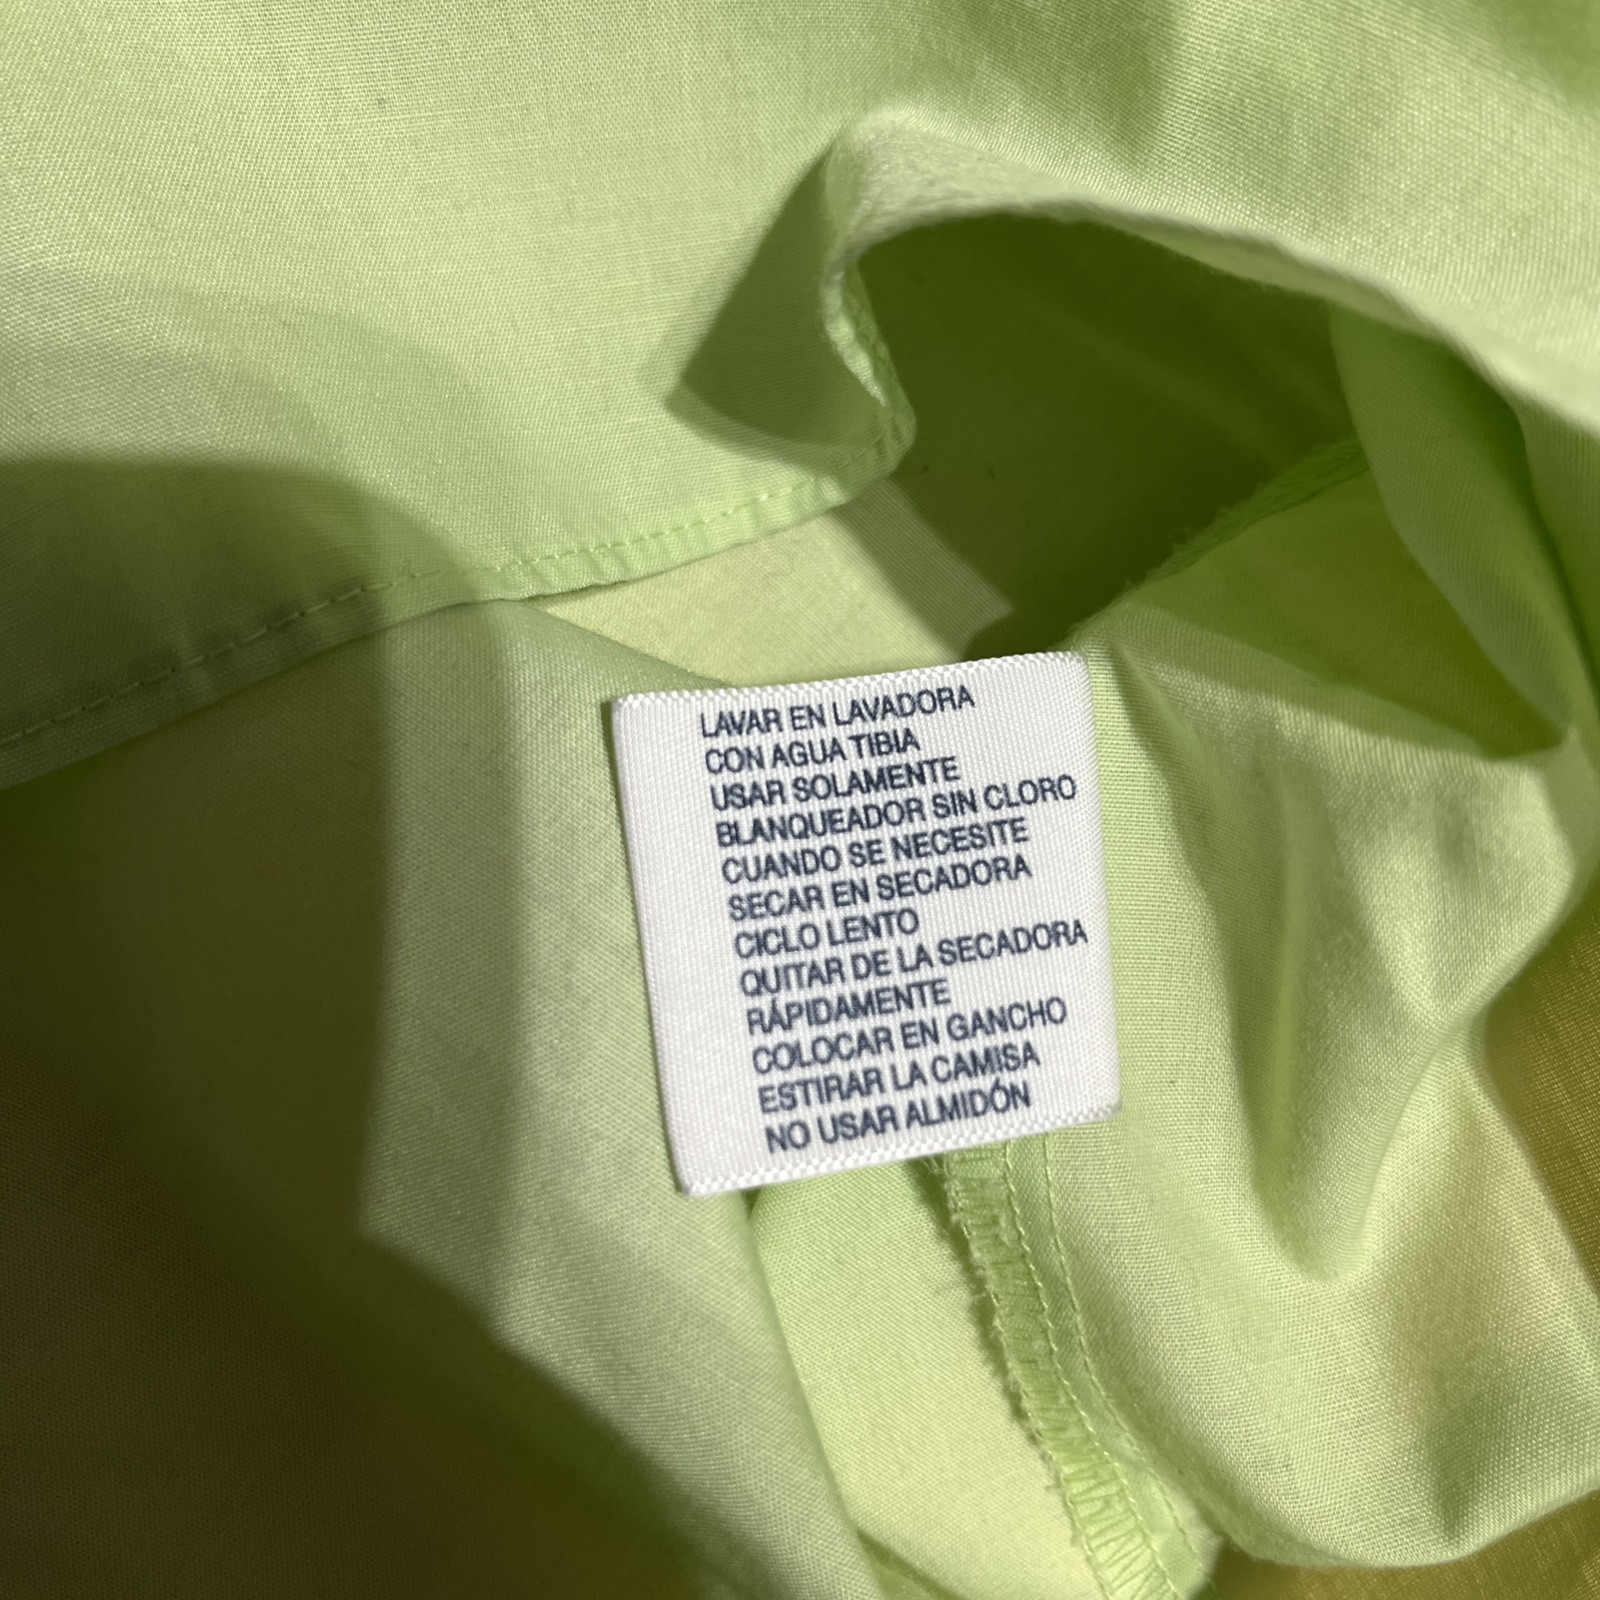 LAVAR EN LAVADORA
CON AGUA TIBIA
USAR SOLAMENTE
BLANQUEADOR SIN CLORO
CUANDO SE NECESITE
SECAR EN SECADORA
CICLO LENTO
QUITAR DE LA SECADORA
RÁPIDAMENTE
COLOCAR EN GANCHO
ESTIRAR LA CAMISA
NO USAR ALMIDÓN